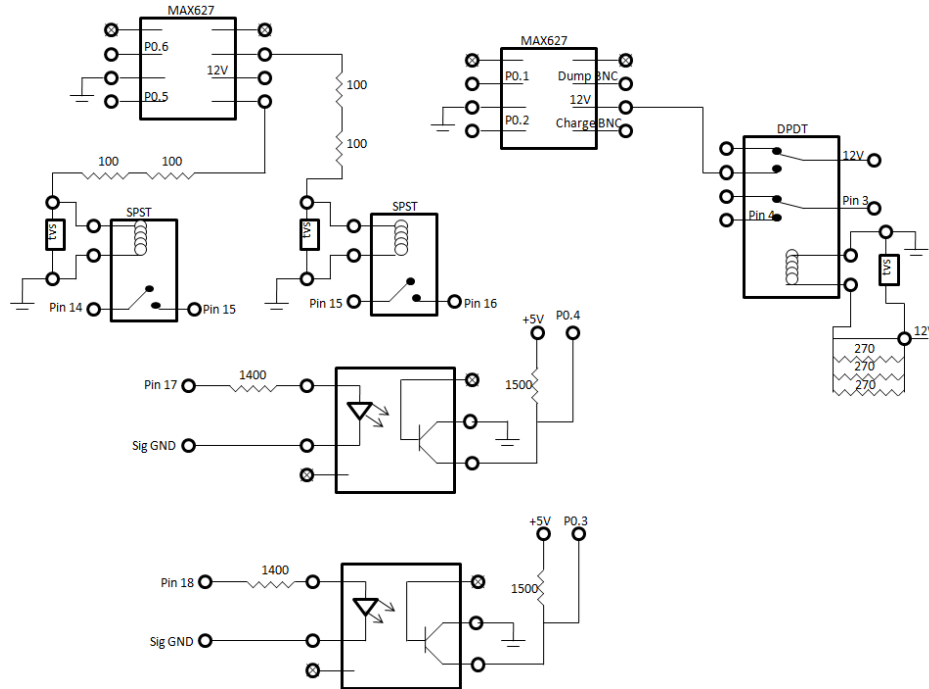 MAX627
P0.6
12V
P0.5
100
100
100
100
SPST
tvs
Pin 14
Pin 15
SPST
tvs
Pin 15
Pin 16
MAX627
P0.1
Dump BNC
12V
P0.2
Charge BNC
DPDT
12V
Pin 3
Pin 4
tvs
12V
270
270
270
+5V
P0.4
1500
Pin 17
1400
Sig GND
+5V
P0.3
1500
Pin 18
1400
Sig GND